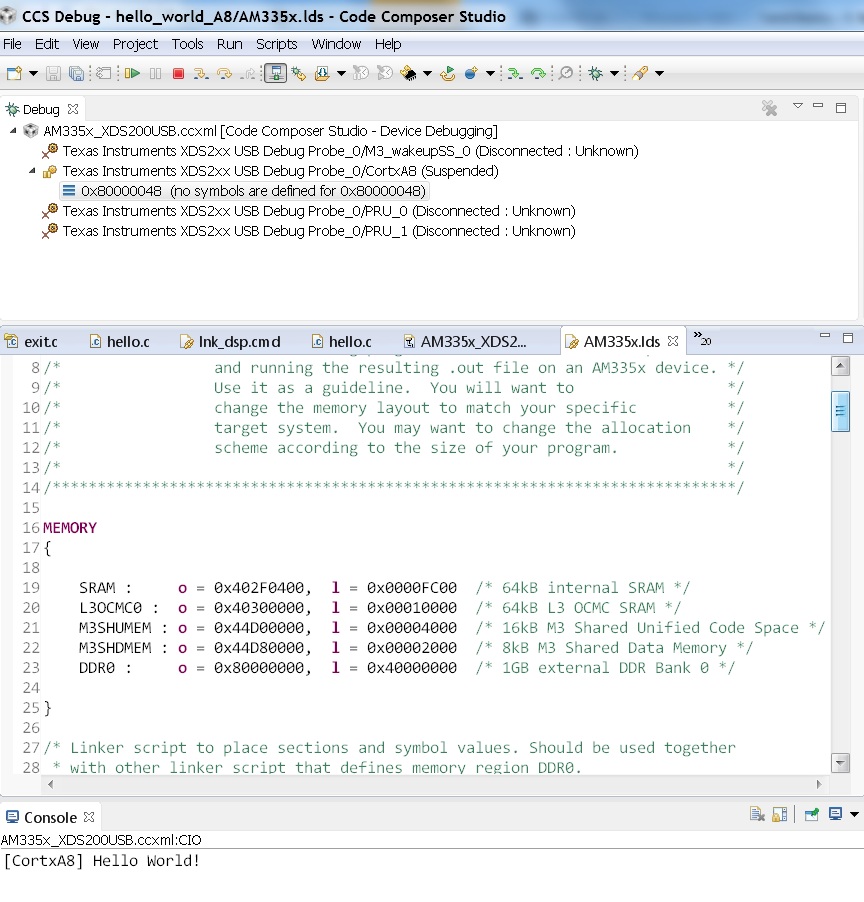 CCS Debug - hello_world_A8/AM335x.lds - Code Composer Studio
File Edit View Project Tools Run Scripts Window Help
Debug
AM335x_XDS200USB.ccxml [Code Composer Studio - Device Debugging]
Texas Instruments XDS2xx USB Debug Probe_0/M3_wakeupSS_0 (Disconnected : Unknown)
Texas Instruments XDS2xx USB Debug Probe_0/CortxA8 (Suspended)
0x80000048 (no symbols are defined for 0x80000048)
Texas Instruments XDS2xx USB Debug Probe_0/PRU_0 (Disconnected : Unknown)
Texas Instruments XDS2xx USB Debug Probe_0/PRU_1 (Disconnected : Unknown)
exit.c hello.c lnk_dsp.cmd hello.c AM335x_XDS2... AM335x.lds »20
8 /* and running the resulting .out file on an AM335x device. */
9 /* Use it as a guideline. You will want to */
10 /* change the memory layout to match your specific */
11 /* target system. You may want to change the allocation */
12 /* scheme according to the size of your program. */
13 /* */
14 /****************************************************************************/
15
16 MEMORY
17 {
18
19 SRAM : o = 0x402F0400, l = 0x0000FC00 /* 64kB internal SRAM */
20 L3OCMC0 : o = 0x40300000, l = 0x00010000 /* 64kB L3 OCMC SRAM */
21 M3SHUMEM : o = 0x44D00000, l = 0x00004000 /* 16kB M3 Shared Unified Code Space */
22 M3SHDMEM : o = 0x44D80000, l = 0x00002000 /* 8kB M3 Shared Data Memory */
23 DDR0 : o = 0x80000000, l = 0x40000000 /* 1GB external DDR Bank 0 */
24
25 }
26
27 /* Linker script to place sections and symbol values. Should be used together
28 * with other linker script that defines memory region DDR0.
Console
AM335x_XDS200USB.ccxml:CIO
[CortxA8] Hello World!